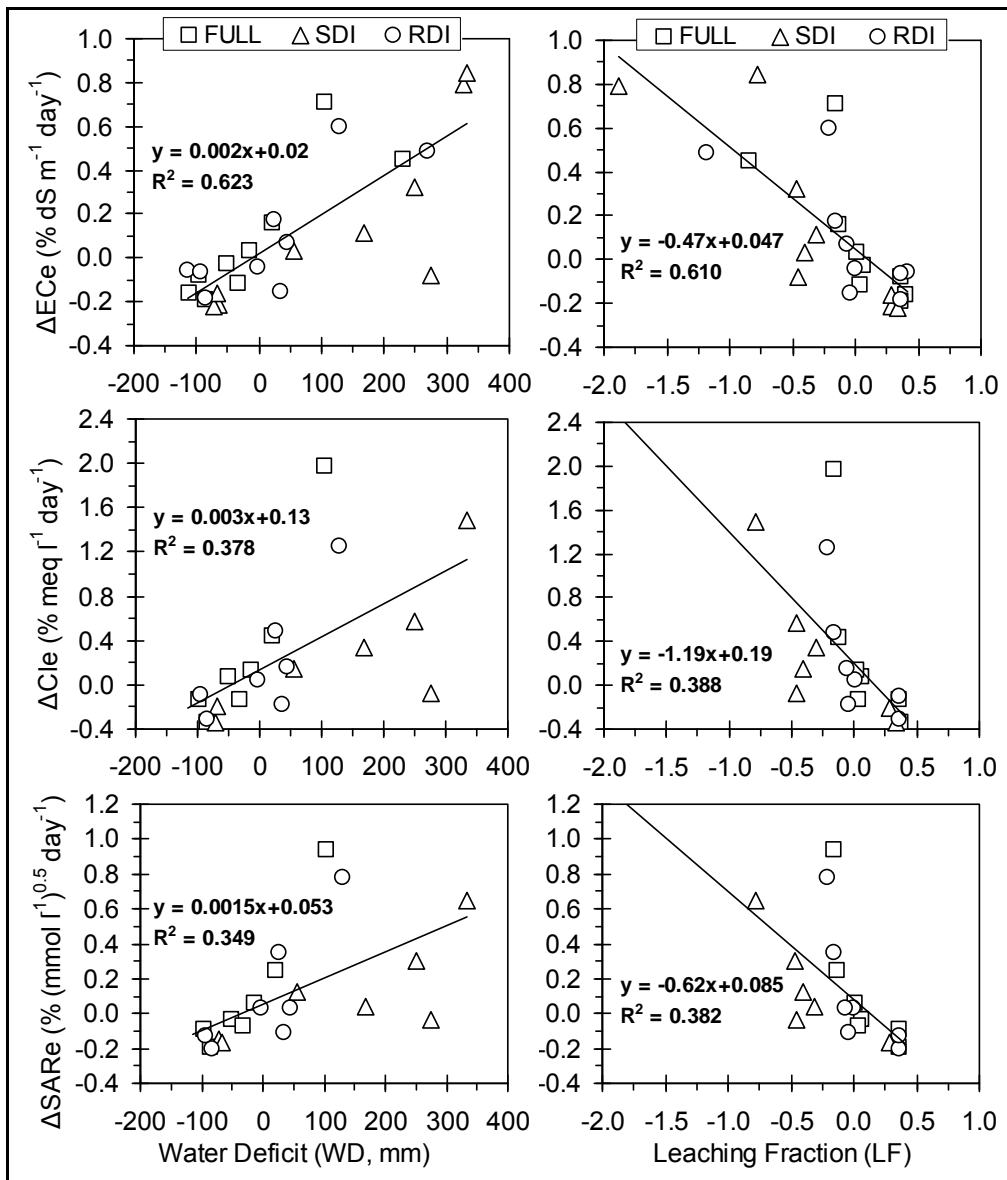 FULL SDI RDI
FULL SDI RDI
ΔECe (% dS m⁻¹ day⁻¹)
1.0
0.8
0.6
0.4
0.2
0.0
-0.2
-0.4
y = 0.002x+0.02
R² = 0.623
-200 -100 0 100 200 300 400
y = -0.47x+0.047
R² = 0.610
-2.0 -1.5 -1.0 -0.5 0.0 0.5 1.0
ΔCle (% meq l⁻¹ day⁻¹)
2.4
2.0
1.6
1.2
0.8
0.4
0.0
-0.4
y = 0.003x+0.13
R² = 0.378
-200 -100 0 100 200 300 400
y = -1.19x+0.19
R² = 0.388
-2.0 -1.5 -1.0 -0.5 0.0 0.5 1.0
ΔSARe (% (mmol l⁻¹)⁰·⁵ day⁻¹)
1.2
1.0
0.8
0.6
0.4
0.2
0.0
-0.2
-0.4
y = 0.0015x+0.053
R² = 0.349
-200 -100 0 100 200 300 400
Water Deficit (WD, mm)
y = -0.62x+0.085
R² = 0.382
-2.0 -1.5 -1.0 -0.5 0.0 0.5 1.0
Leaching Fraction (LF)